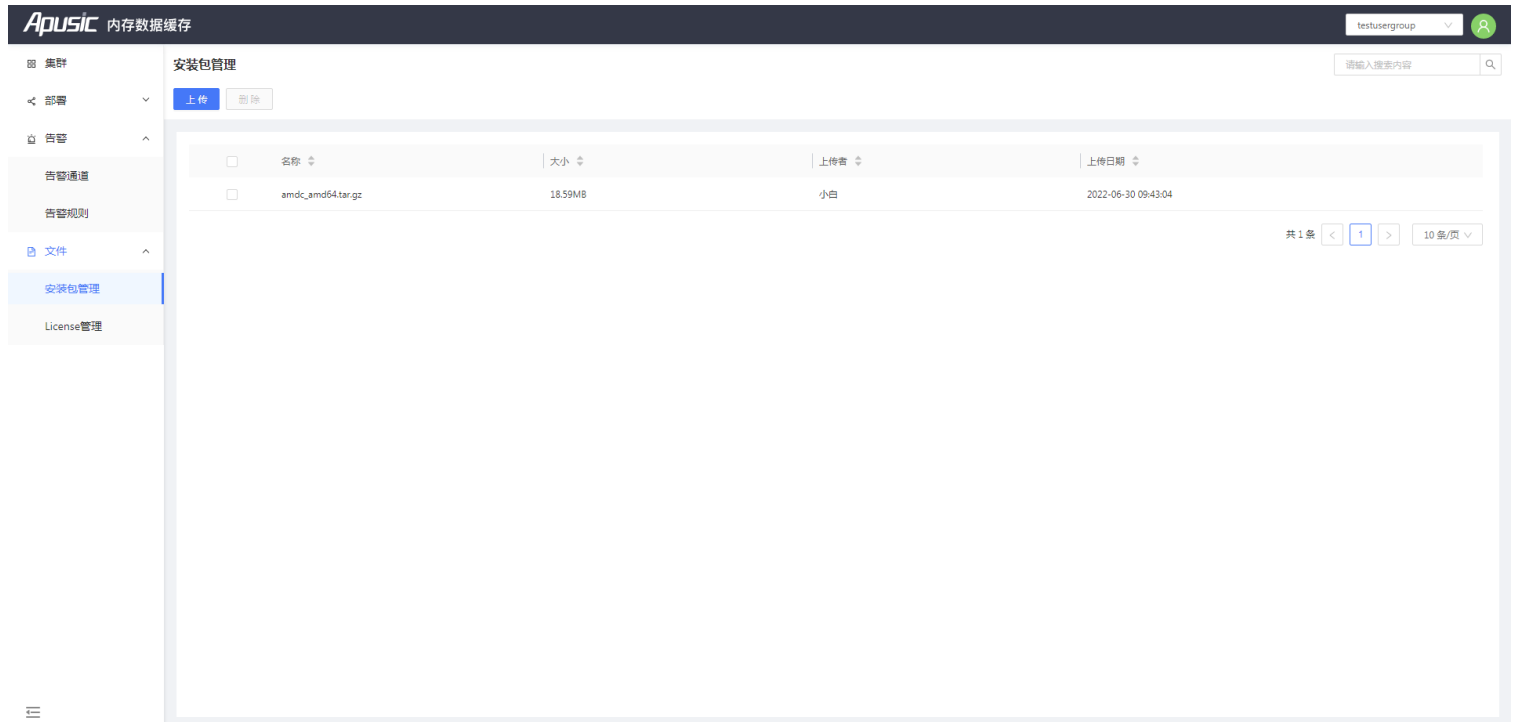 Apusic 内存数据缓存
testusergroup
集群
部署
告警
告警通道
告警规则
文件
安装包管理
License管理
安装包管理
请输入搜索内容
上传 删除
名称 大小 上传者 上传日期
amdc_amd64.tar.gz 18.59MB 小白 2022-06-30 09:43:04
共 1 条 < 1 > 10 条/页